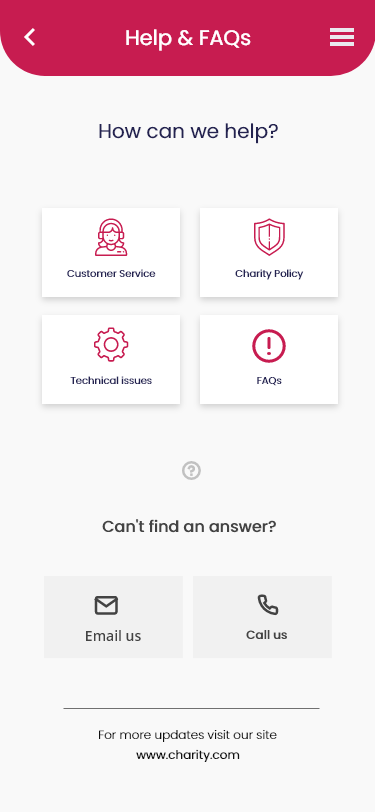 Help & FAQs
How can we help?
Customer Service
Charity Policy
Technical issues
FAQs
Can't find an answer?
Email us
Call us
For more updates visit our site
www.charity.com